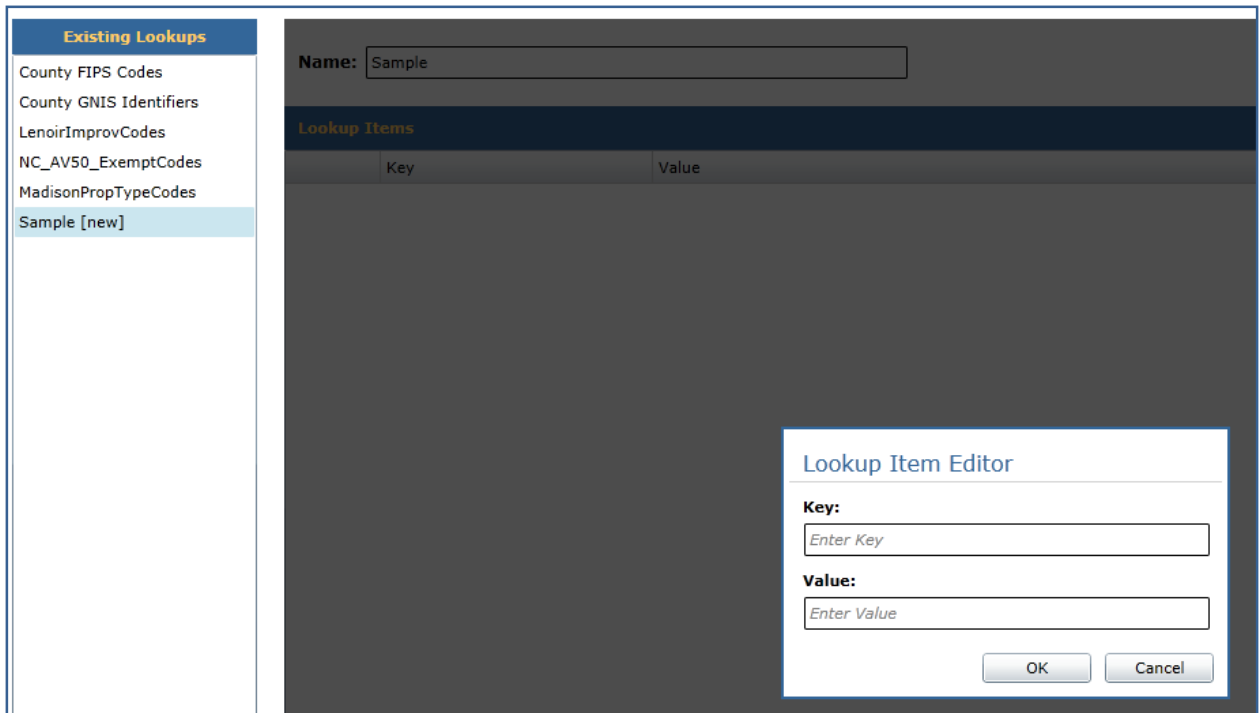 Existing Lookups
County FIPS Codes
County GNIS Identifiers
LenoirImprovCodes
NC_AV50_ExemptCodes
MadisonPropTypeCodes
Sample [new]
Name: Sample
Lookup Items
Key Value
Lookup Item Editor
Key:
Enter Key
Value:
Enter Value
OK Cancel